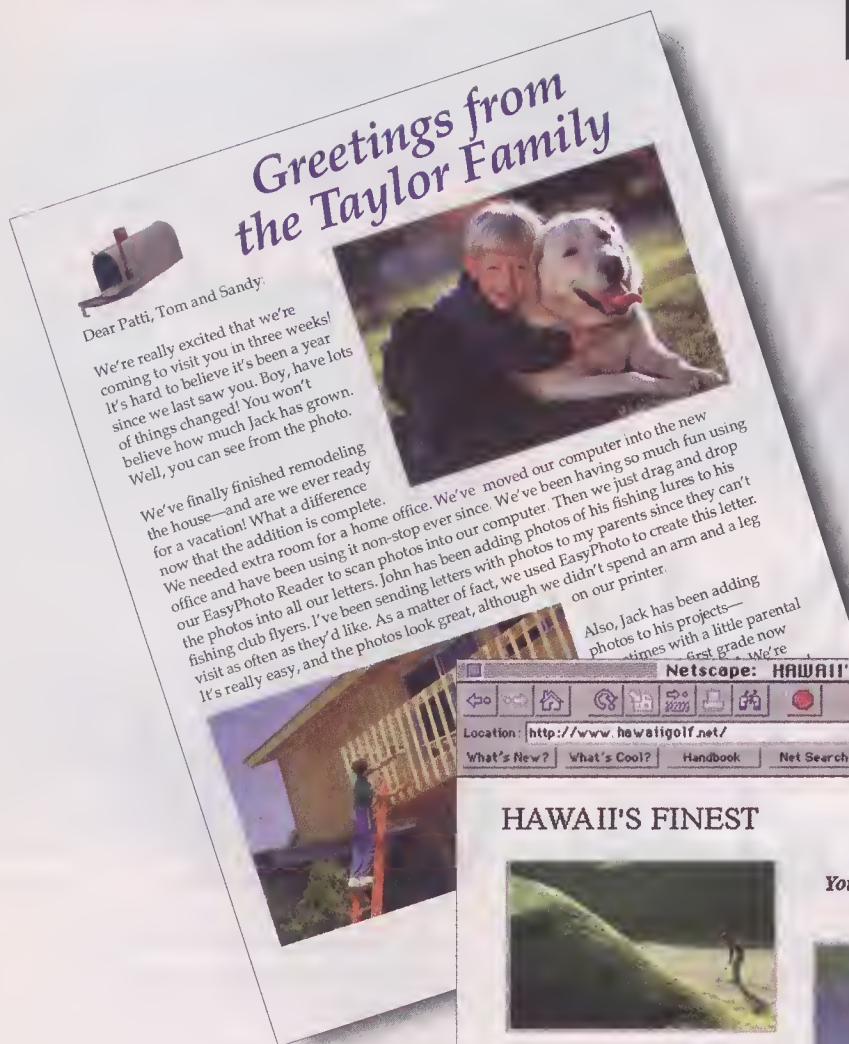 Greetings from
the Taylor Family
Dear Patti, Tom and Sandy:
We're really excited that we're
coming to visit you in three weeks!
It's hard to believe it's been a year
since we last saw you. Boy, have lots
of things changed! You won't
believe how much Jack has grown.
Well, you can see from the photo.
We've finally finished remodeling
the house—and are we ever ready
for a vacation! What a difference
now that the addition is complete.
We needed extra room for a home office. We've moved our computer into the new
office and have been using it non-stop ever since. We've been having so much fun using
our EasyPhoto Reader to scan photos into our computer. Then we just drag and drop
the photos into all our letters. John has been adding photos of his fishing lures to his
fishing club flyers. I've been sending letters with photos to my parents since they can't
visit as often as they'd like. As a matter of fact, we used EasyPhoto to create this letter.
It's really easy, and the photos look great, although we didn't spend an arm and a leg
on our printer.
Also, Jack has been adding
photos to his projects—
with a little parental
first grade now
We're
Netscape: HAWAII'
Location: http://www.hawaiigolf.net/
What's New? What's Cool? Handbook Net Search
HAWAII'S FINEST
You